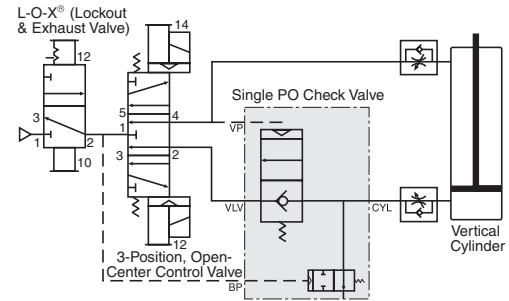 L-O-X® (Lockout
& Exhaust Valve)
14
12
Single PO Check Valve
3
5
4
VP
1
1
2
3
2
10
VLV
CYL
12
3-Position, Open-
Center Control Valve
BP
Vertical
Cylinder